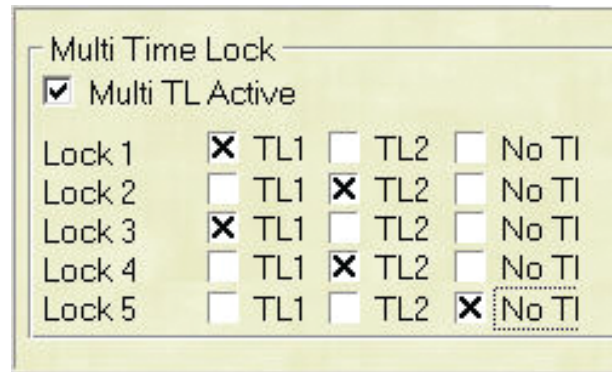 Multi Time Lock
Multi TL Active
Lock 1 TL1 TL2 No Tl
Lock 2 TL1 TL2 No Tl
Lock 3 TL1 TL2 No Tl
Lock 4 TL1 TL2 No Tl
Lock 5 TL1 TL2 No Tl